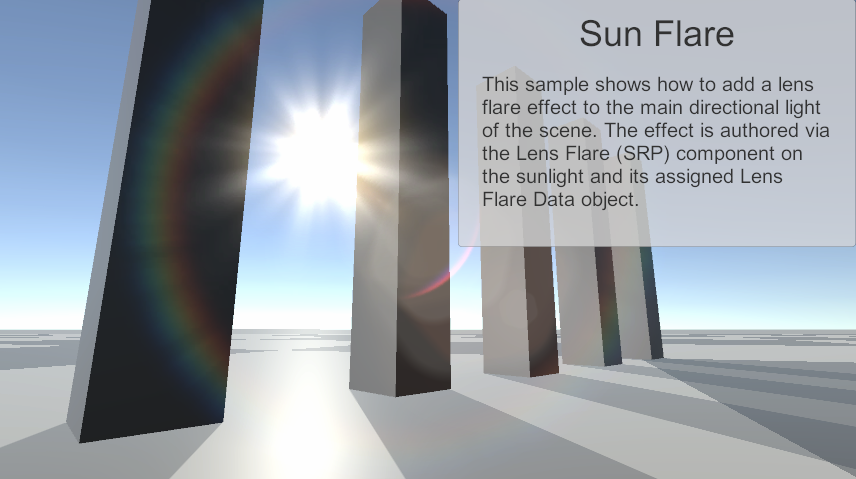 Sun Flare
This sample shows how to add a lens
flare effect to the main directional light
of the scene. The effect is authored via
the Lens Flare (SRP) component on
the sunlight and its assigned Lens
Flare Data object.